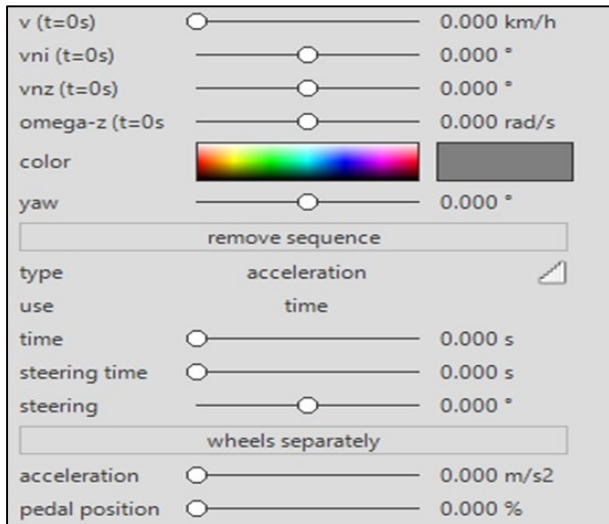 v (t=0s) 0.000 km/h
vni (t=0s) 0.000 °
vnz (t=0s) 0.000 °
omega-z (t=0s 0.000 rad/s
color
yaw 0.000 °
remove sequence
type acceleration
use time
time 0.000 s
steering time 0.000 s
steering 0.000 °
wheels separately
acceleration 0.000 m/s2
pedal position 0.000 %